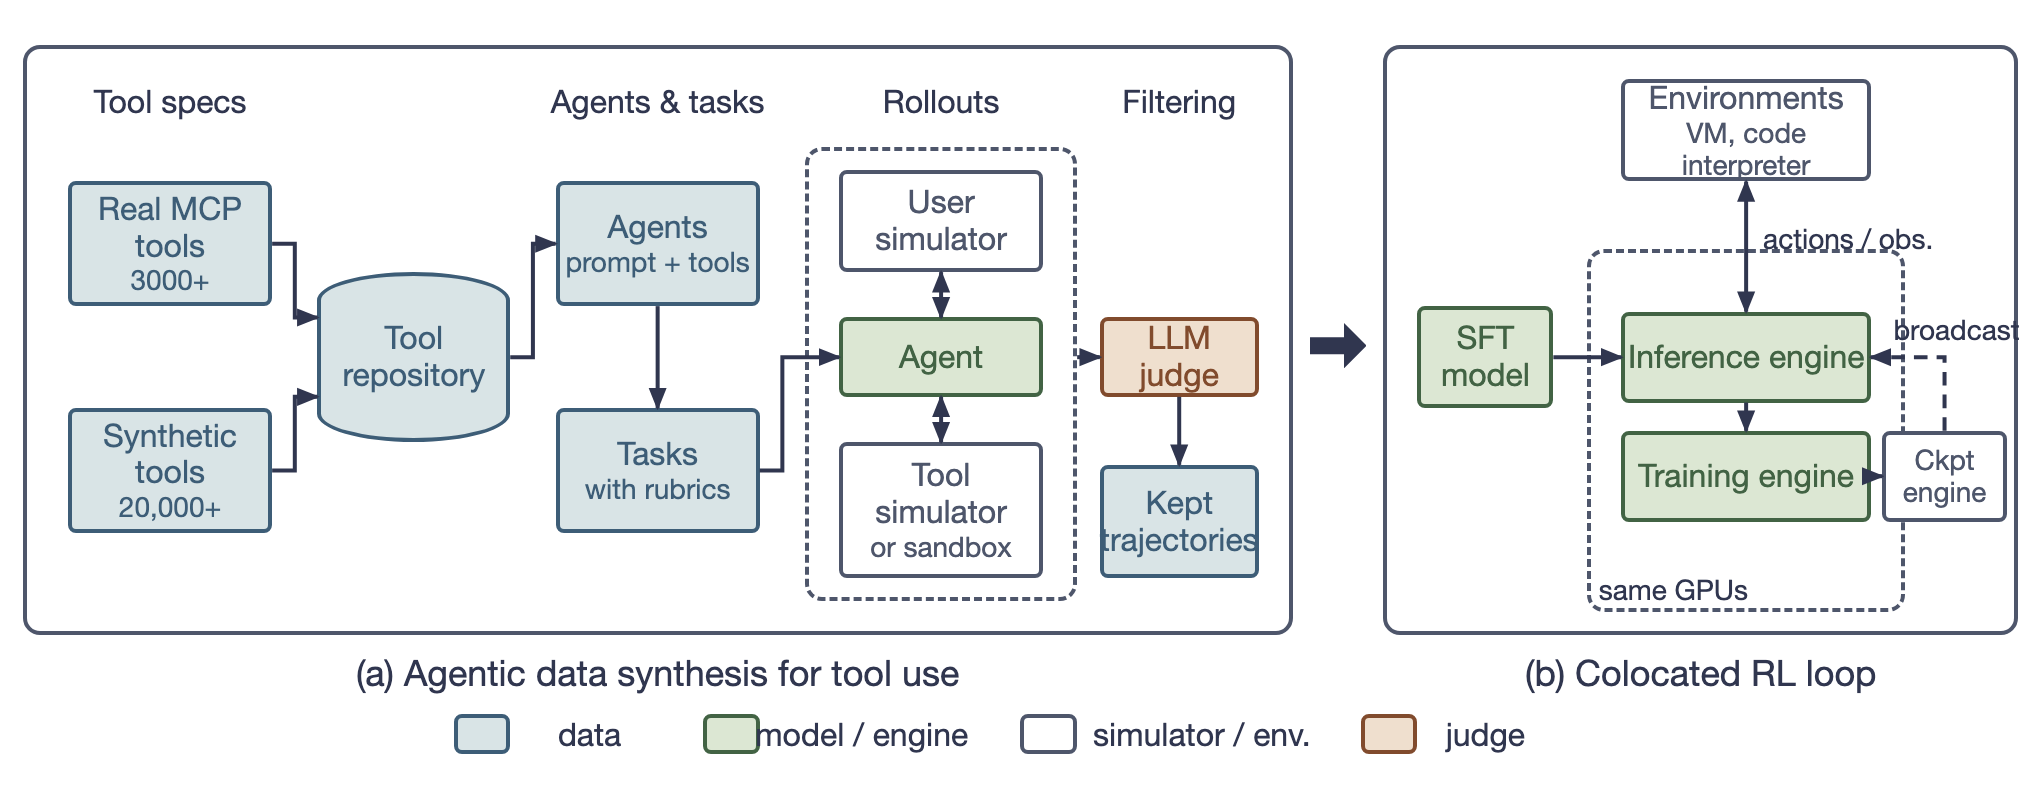 Tool specs
Agents & tasks
Rollouts
Filtering
Real MCP
tools
3000+
Synthetic
tools
20,000+
Tool
repository
Agents
prompt + tools
Tasks
with rubrics
User
simulator
Agent
Tool
simulator
or sandbox
LLM
judge
Kept
trajectories
(a) Agentic data synthesis for tool use
Environments
VM, code
interpreter
actions / obs.
SFT
model
Inference engine
broadcast
Training engine
Ckpt
engine
same GPUs
(b) Colocated RL loop
data
model / engine
simulator / env.
judge